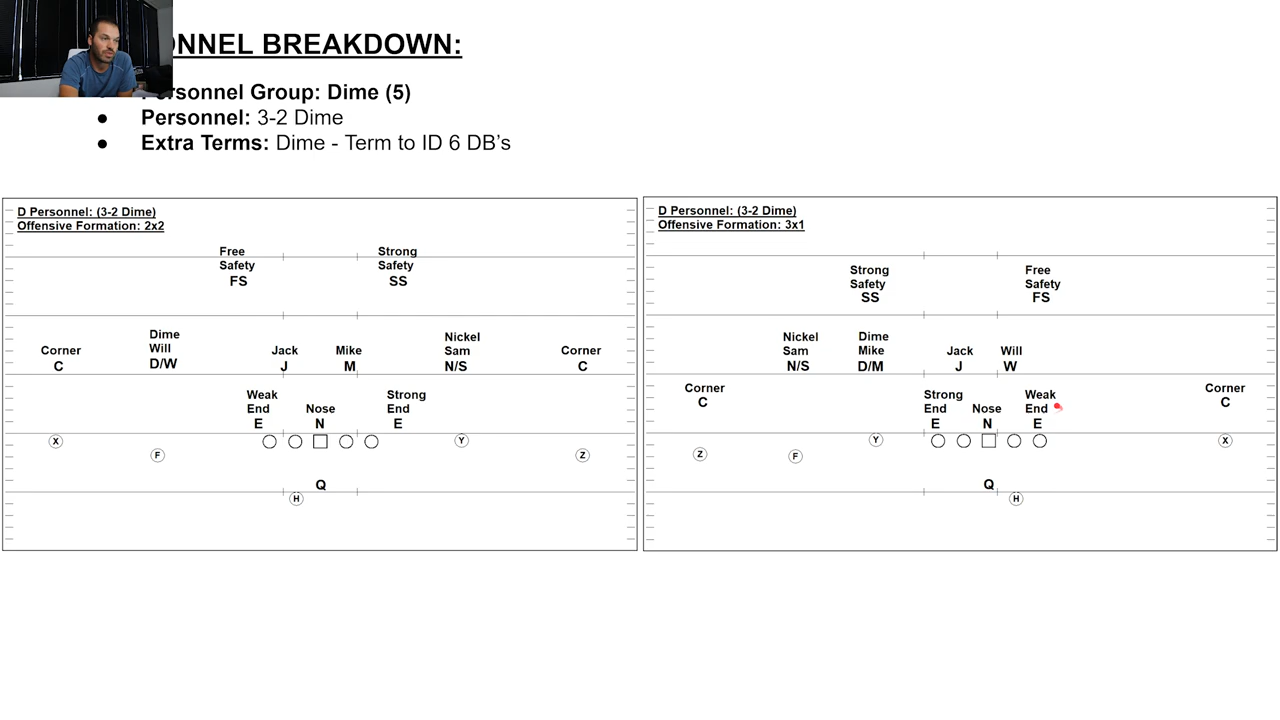 ONNEL BREAKDOWN:
● ersonnel Group: Dime (5)
● Personnel: 3-2 Dime
● Extra Terms: Dime - Term to ID 6 DB's
D Personnel: (3-2 Dime)
Offensive Formation: 2x2
Free
Safety
FS
Strong
Safety
SS
Corner
C
Dime
Will
D/W
Jack
J
Mike
M
Nickel
Sam
N/S
Corner
C
Weak
End
E
Nose
N
Strong
End
E
X
F
Y
Z
Q
H
D Personnel: (3-2 Dime)
Offensive Formation: 3x1
Strong
Safety
SS
Free
Safety
FS
Nickel
Sam
N/S
Dime
Mike
D/M
Jack
J
Will
W
Corner
C
Strong
End
E
Nose
N
Weak
End
E
Corner
C
Z
F
Y
X
Q
H